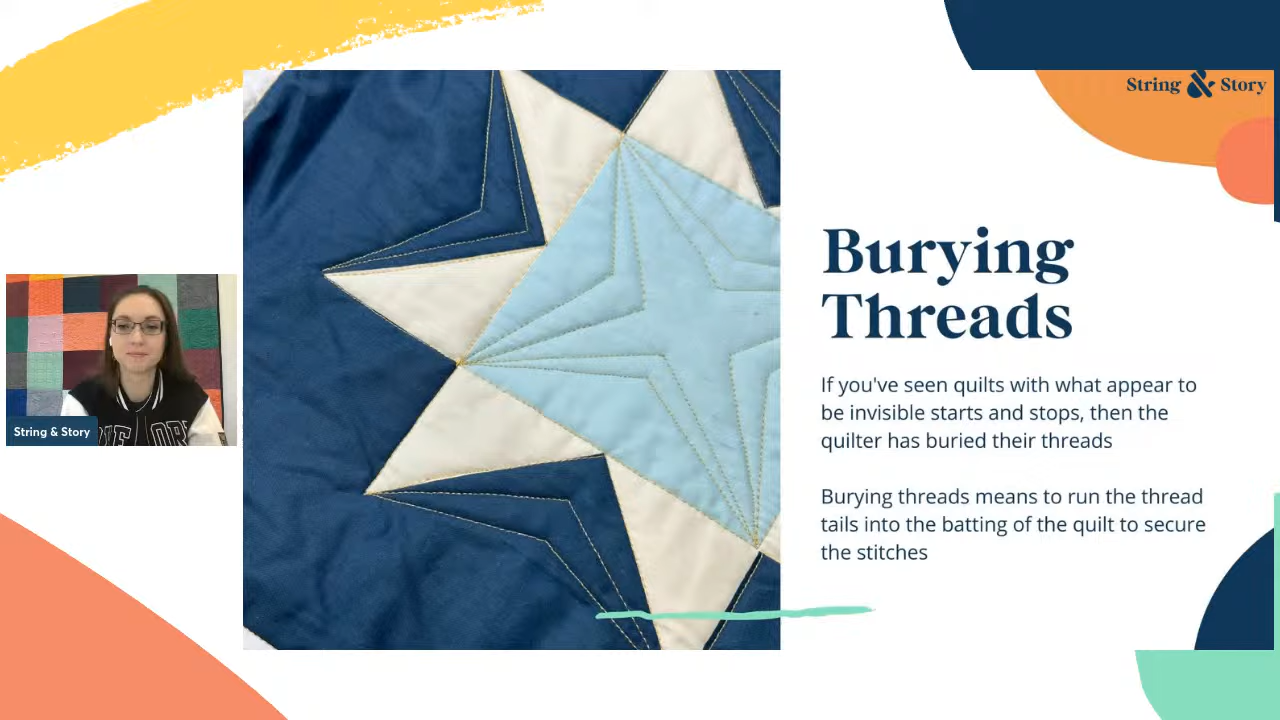 String & Story
Burying
Threads
If you've seen quilts with what appear to
be invisible starts and stops, then the
quilter has buried their threads
Burying threads means to run the thread
tails into the batting of the quilt to secure
the stitches
String & Story